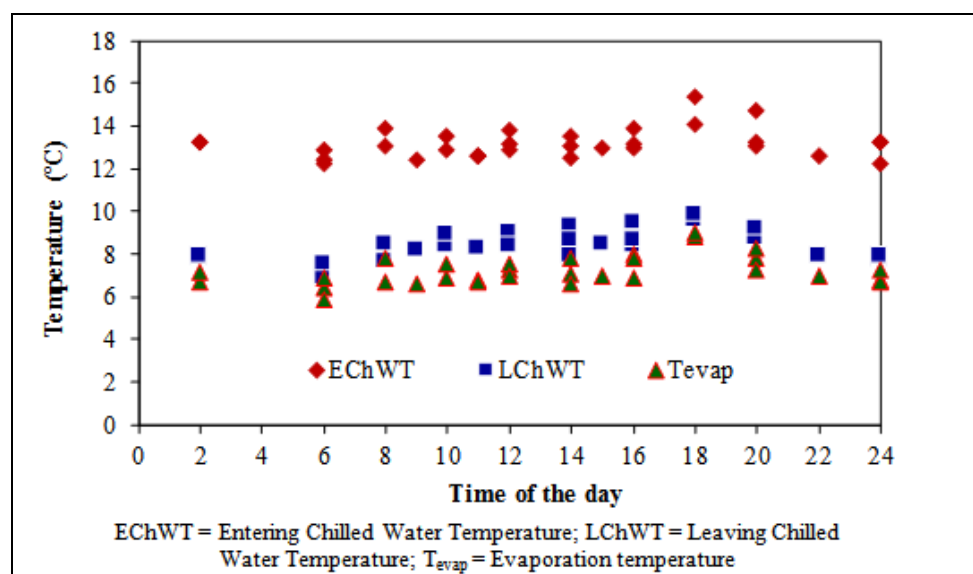 18
16
14
12
10
8
6
4
2
0
Temperature (°C)
EChWT LChWT Tevap
0 2 4 6 8 10 12 14 16 18 20 22 24
Time of the day
EChWT = Entering Chilled Water Temperature; LChWT = Leaving Chilled
Water Temperature; Tevap = Evaporation temperature